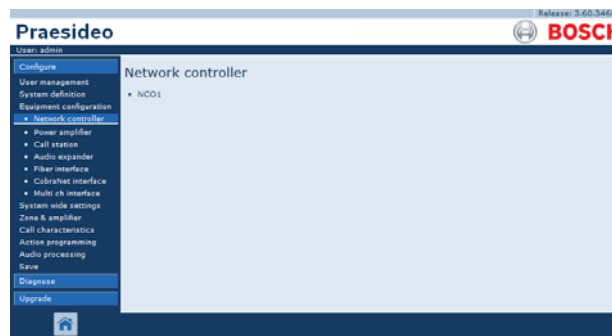 Release: 3.60.346
Praesideo
BOSCH
User: admin
Configure
User management
System definition
Equipment configuration
Network controller
Power amplifier
Call station
Audio expander
Fiber interface
CobraNet interface
Multi ch interface
System wide settings
Zone & amplifier
Call characteristics
Action programming
Audio processing
Save
Diagnose
Upgrade
Network controller
NCO1